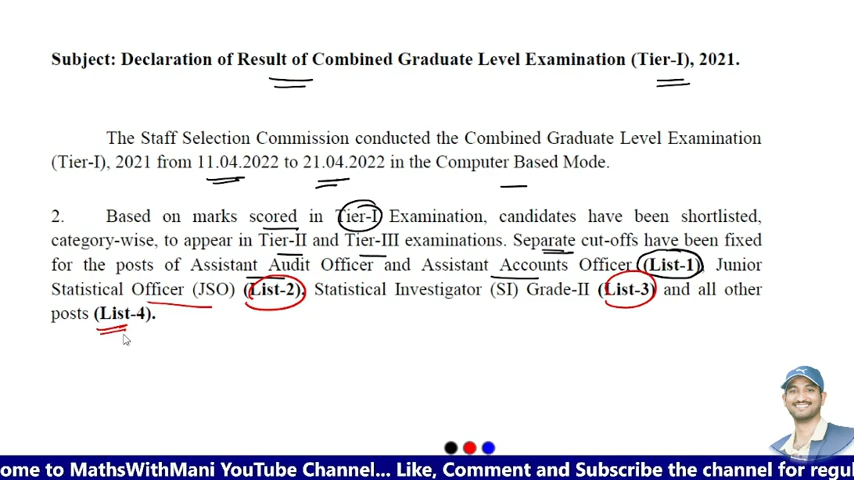 Subject: Declaration of Result of Combined Graduate Level Examination (Tier-I), 2021.
The Staff Selection Commission conducted the Combined Graduate Level Examination
(Tier-I), 2021 from 11.04.2022 to 21.04.2022 in the Computer Based Mode.
2. Based on marks scored in Tier-I Examination, candidates have been shortlisted,
category-wise, to appear in Tier-II and Tier-III examinations. Separate cut-offs have been fixed
for the posts of Assistant Audit Officer and Assistant Accounts Officer (List-1), Junior
Statistical Officer (JSO) (List-2), Statistical Investigator (SI) Grade-II (List-3) and all other
posts (List-4).
ome to MathsWithMani YouTube Channel... Like, Comment and Subscribe the channel for regul